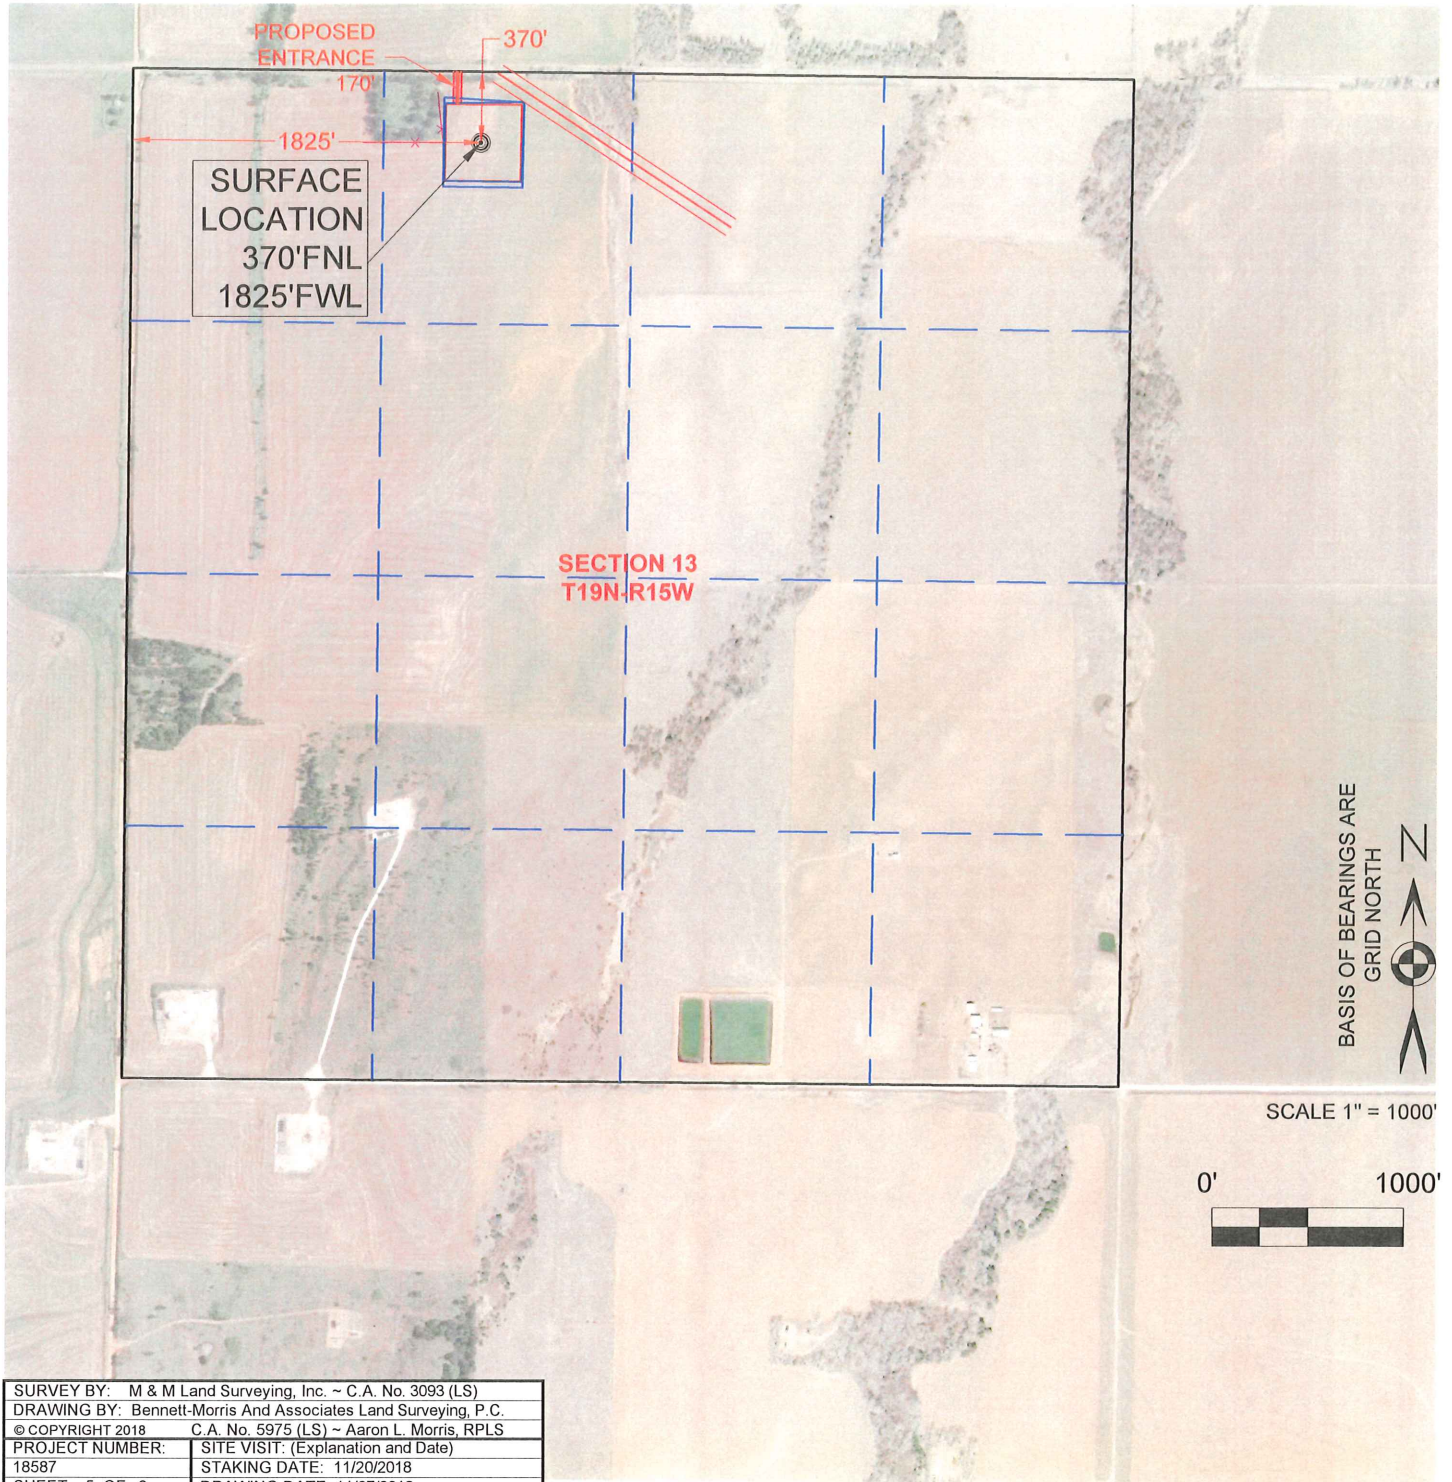 PROPOSED
ENTRANCE
170'
370'
1825'
SURFACE
LOCATION
370'FNL
1825'FWL
SECTION 13
T19N-R15W
BASIS OF BEARINGS ARE
GRID NORTH
N
SCALE 1" = 1000'
0' 1000'
SURVEY BY: M & M Land Surveying, Inc. ~ C.A. No. 3093 (LS)
DRAWING BY: Bennett-Morris And Associates Land Surveying, P.C.
© COPYRIGHT 2018 C.A. No. 5975 (LS) ~ Aaron L. Morris, RPLS
PROJECT NUMBER: SITE VISIT: (Explanation and Date)
18587 STAKING DATE: 11/20/2018